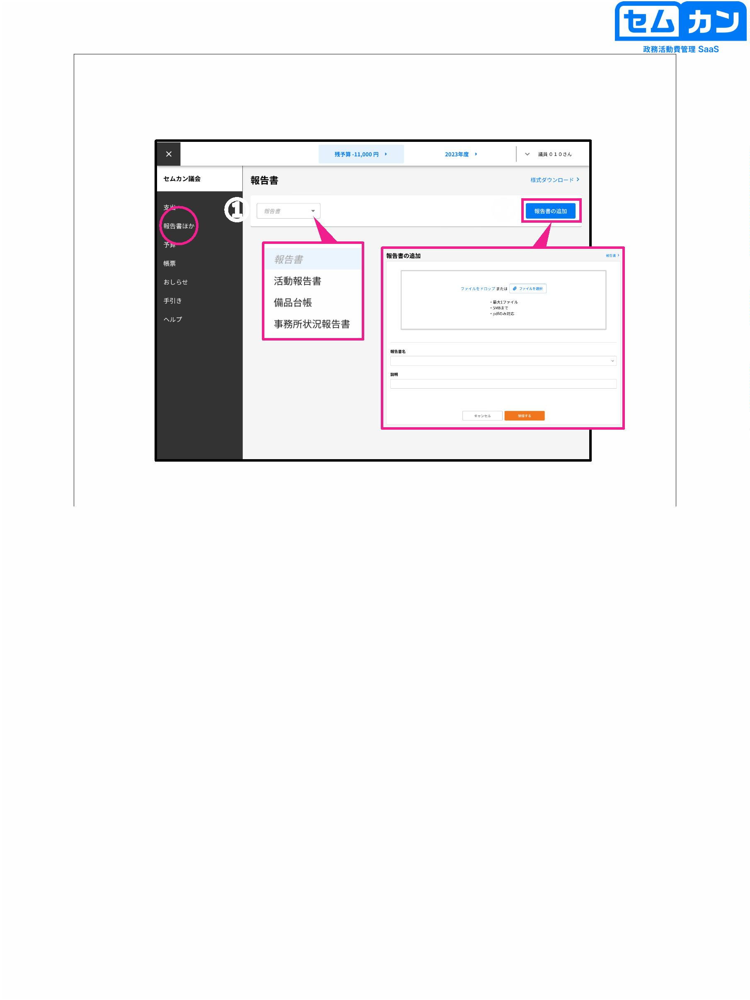 セムカン
政務活動費管理 SaaS
残予算 -11,000 円
2023年度
議員０１０さん
セムカン議会
報告書
様式ダウンロード
支出
報告書ほか
予算
帳票
おしらせ
手引き
ヘルプ
①
報告書
報告書の追加
報告書
活動報告書
備品台帳
事務所状況報告書
報告書の追加
報告書
ファイルをドロップ または ファイルを選択
・最大1ファイル
・5MBまで
・pdfのみ対応
報告書名
説明
キャンセル
登録する